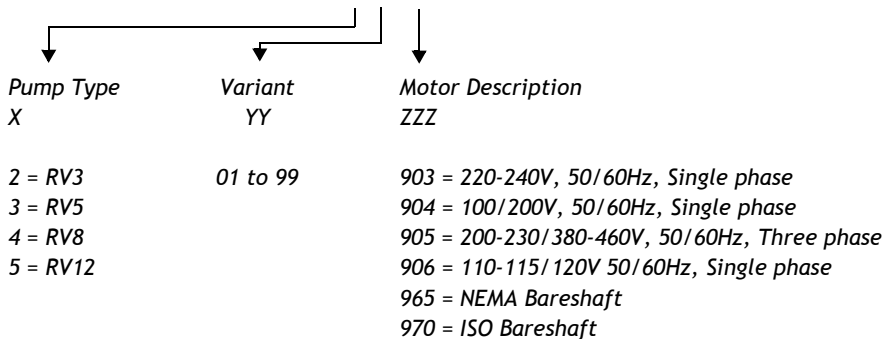 Pump Type Variant Motor Description
X YY ZZZ
2 = RV3 01 to 99 903 = 220-240V, 50/60Hz, Single phase
3 = RV5 904 = 100/200V, 50/60Hz, Single phase
4 = RV8 905 = 200-230/380-460V, 50/60Hz, Three phase
5 = RV12 906 = 110-115/120V 50/60Hz, Single phase
965 = NEMA Bareshaft
970 = ISO Bareshaft